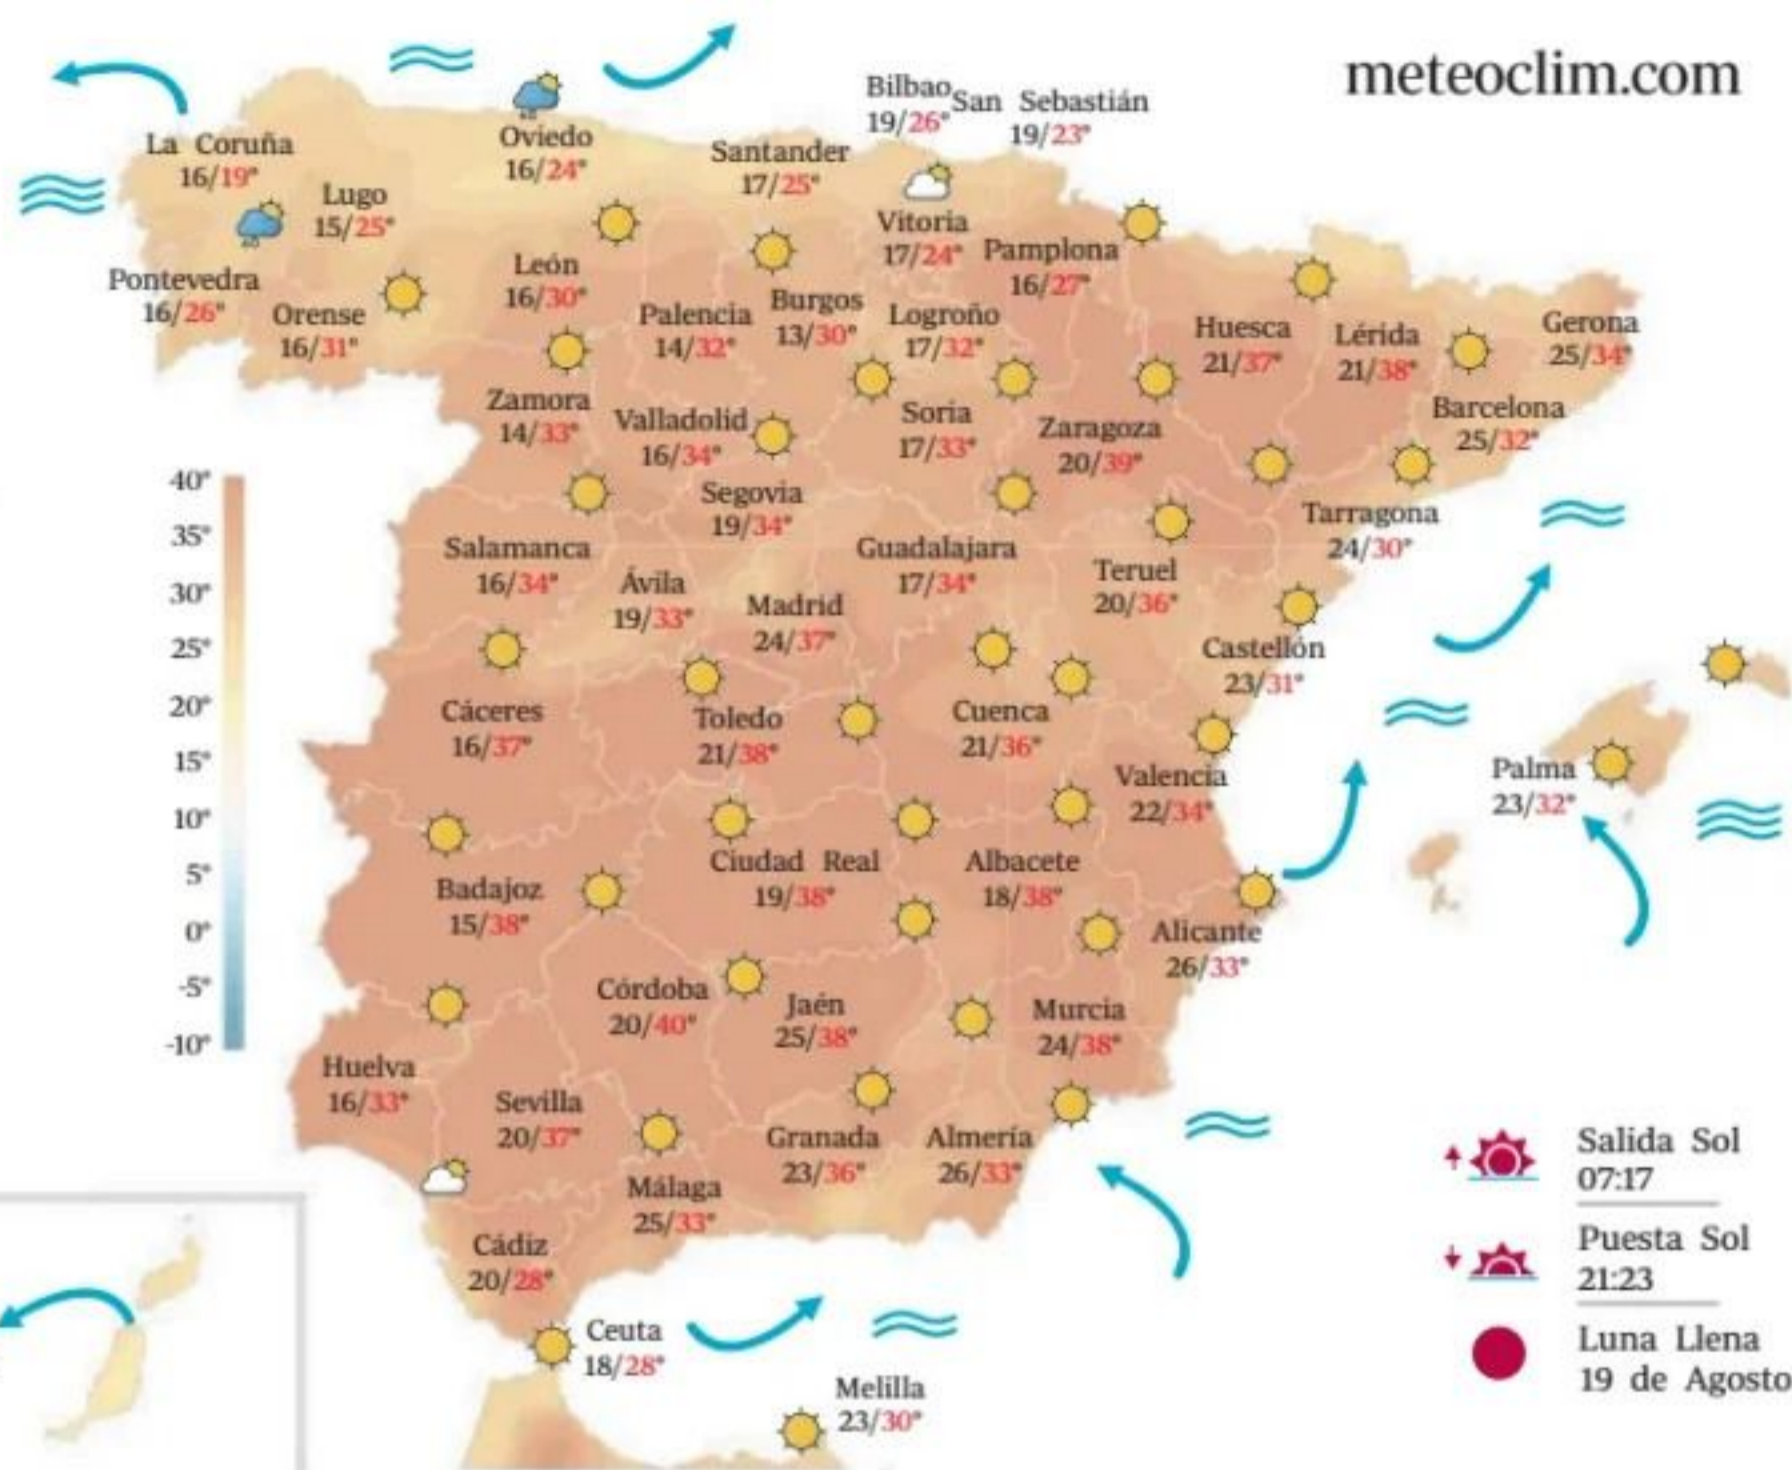 meteoclim.com
Bilbao
19/26°
San Sebastián
19/23°
La Coruña
16/19°
Oviedo
16/24°
Santander
17/25°
Lugo
15/25°
Vitoria
17/24°
Pamplona
16/27°
Pontevedra
16/26°
Orense
16/31°
León
16/30°
Palencia
14/32°
Burgos
13/30°
Logroño
17/32°
Huesca
21/37°
Lérida
21/38°
Gerona
25/34°
Zamora
14/33°
Valladolid
16/34°
Soria
17/33°
Zaragoza
20/39°
Barcelona
25/32°
Segovia
19/34°
Tarragona
24/30°
Salamanca
16/34°
Ávila
19/33°
Madrid
24/37°
Guadalajara
17/34°
Teruel
20/36°
Castellón
23/31°
Cáceres
16/37°
Toledo
21/38°
Cuenca
21/36°
Valencia
22/34°
Palma
23/32°
Ciudad Real
19/38°
Albacete
18/38°
Badajoz
15/38°
Alicante
26/33°
Córdoba
20/40°
Jaén
25/38°
Murcia
24/38°
Huelva
16/33°
Sevilla
20/37°
Granada
23/36°
Almería
26/33°
Málaga
25/33°
Cádiz
20/28°
Ceuta
18/28°
Melilla
23/30°
40°
35°
30°
25°
20°
15°
10°
5°
0°
-5°
-10°
Salida Sol
07:17
Puesta Sol
21:23
Luna Llena
19 de Agosto